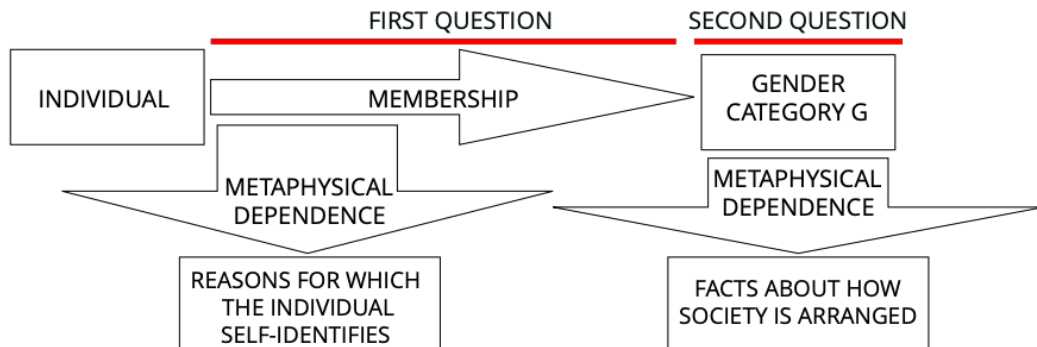 FIRST QUESTION
SECOND QUESTION
INDIVIDUAL
MEMBERSHIP
GENDER
CATEGORY G
METAPHYSICAL
DEPENDENCE
METAPHYSICAL
DEPENDENCE
REASONS FOR WHICH
THE INDIVIDUAL
SELF-IDENTIFIES
FACTS ABOUT HOW
SOCIETY IS ARRANGED